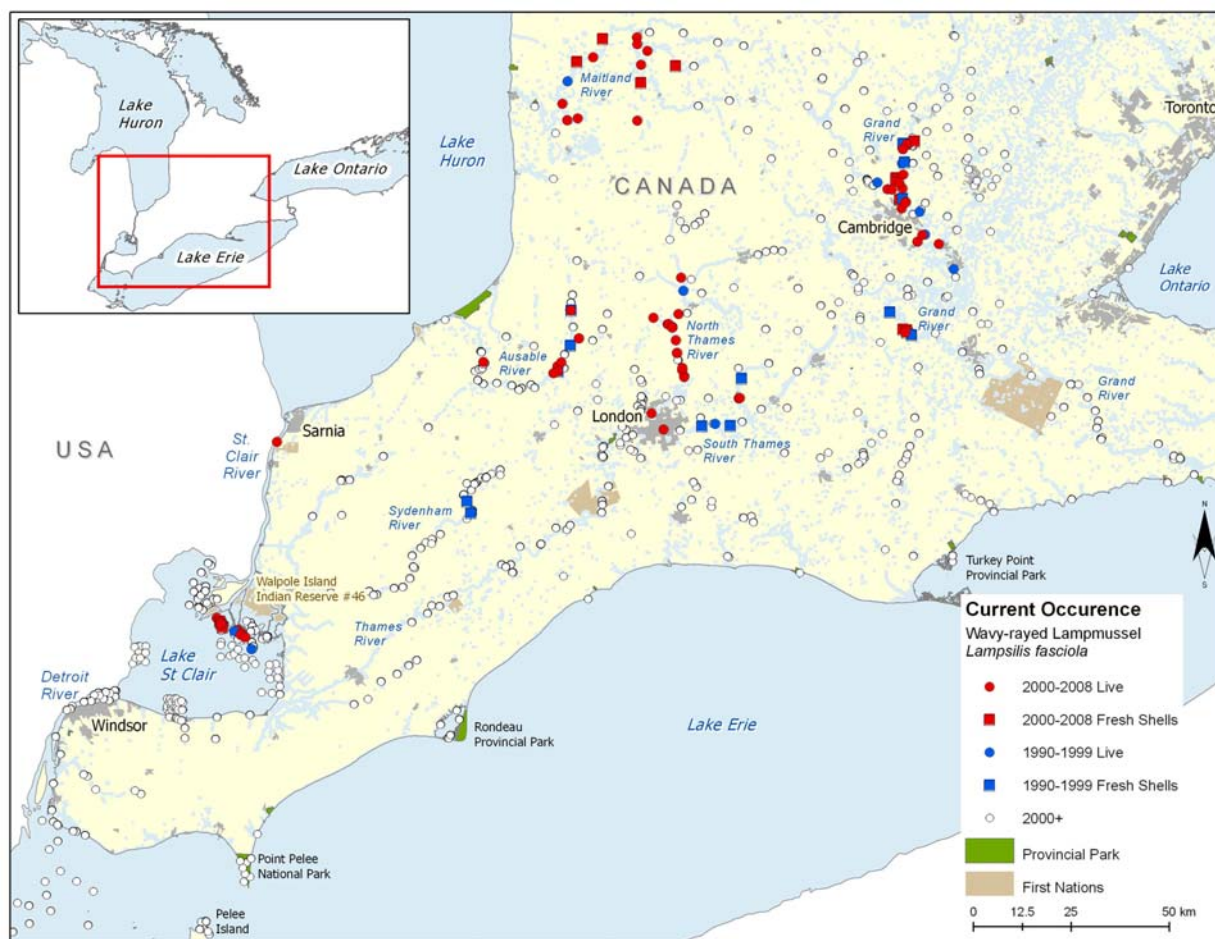 Lake
Huron
Lake Ontario
Lake Erie
Lake
Huron
Maitland
River
CANADA
Grand
River
Toronto
Cambridge
Lake
Ontario
Grand
River
Grand
River
Ausable
River
North
Thames
River
London
South Thames
River
USA
St.
Clair
River
Sarnia
Sydenham
River
Walpole Island
Indian Reserve #46
Thames
River
Lake
St Clair
Detroit
River
Windsor
Rondeau
Provincial Park
Lake Erie
Point Pelee
National Park
Pelee
Island
Turkey Point
Provincial Park
N
Current Occurence
Wavy-rayed Lampmussel
Lampsilis fasciola
2000-2008 Live
2000-2008 Fresh Shells
1990-1999 Live
1990-1999 Fresh Shells
2000+
Provincial Park
First Nations
0 12.5 25 50 km